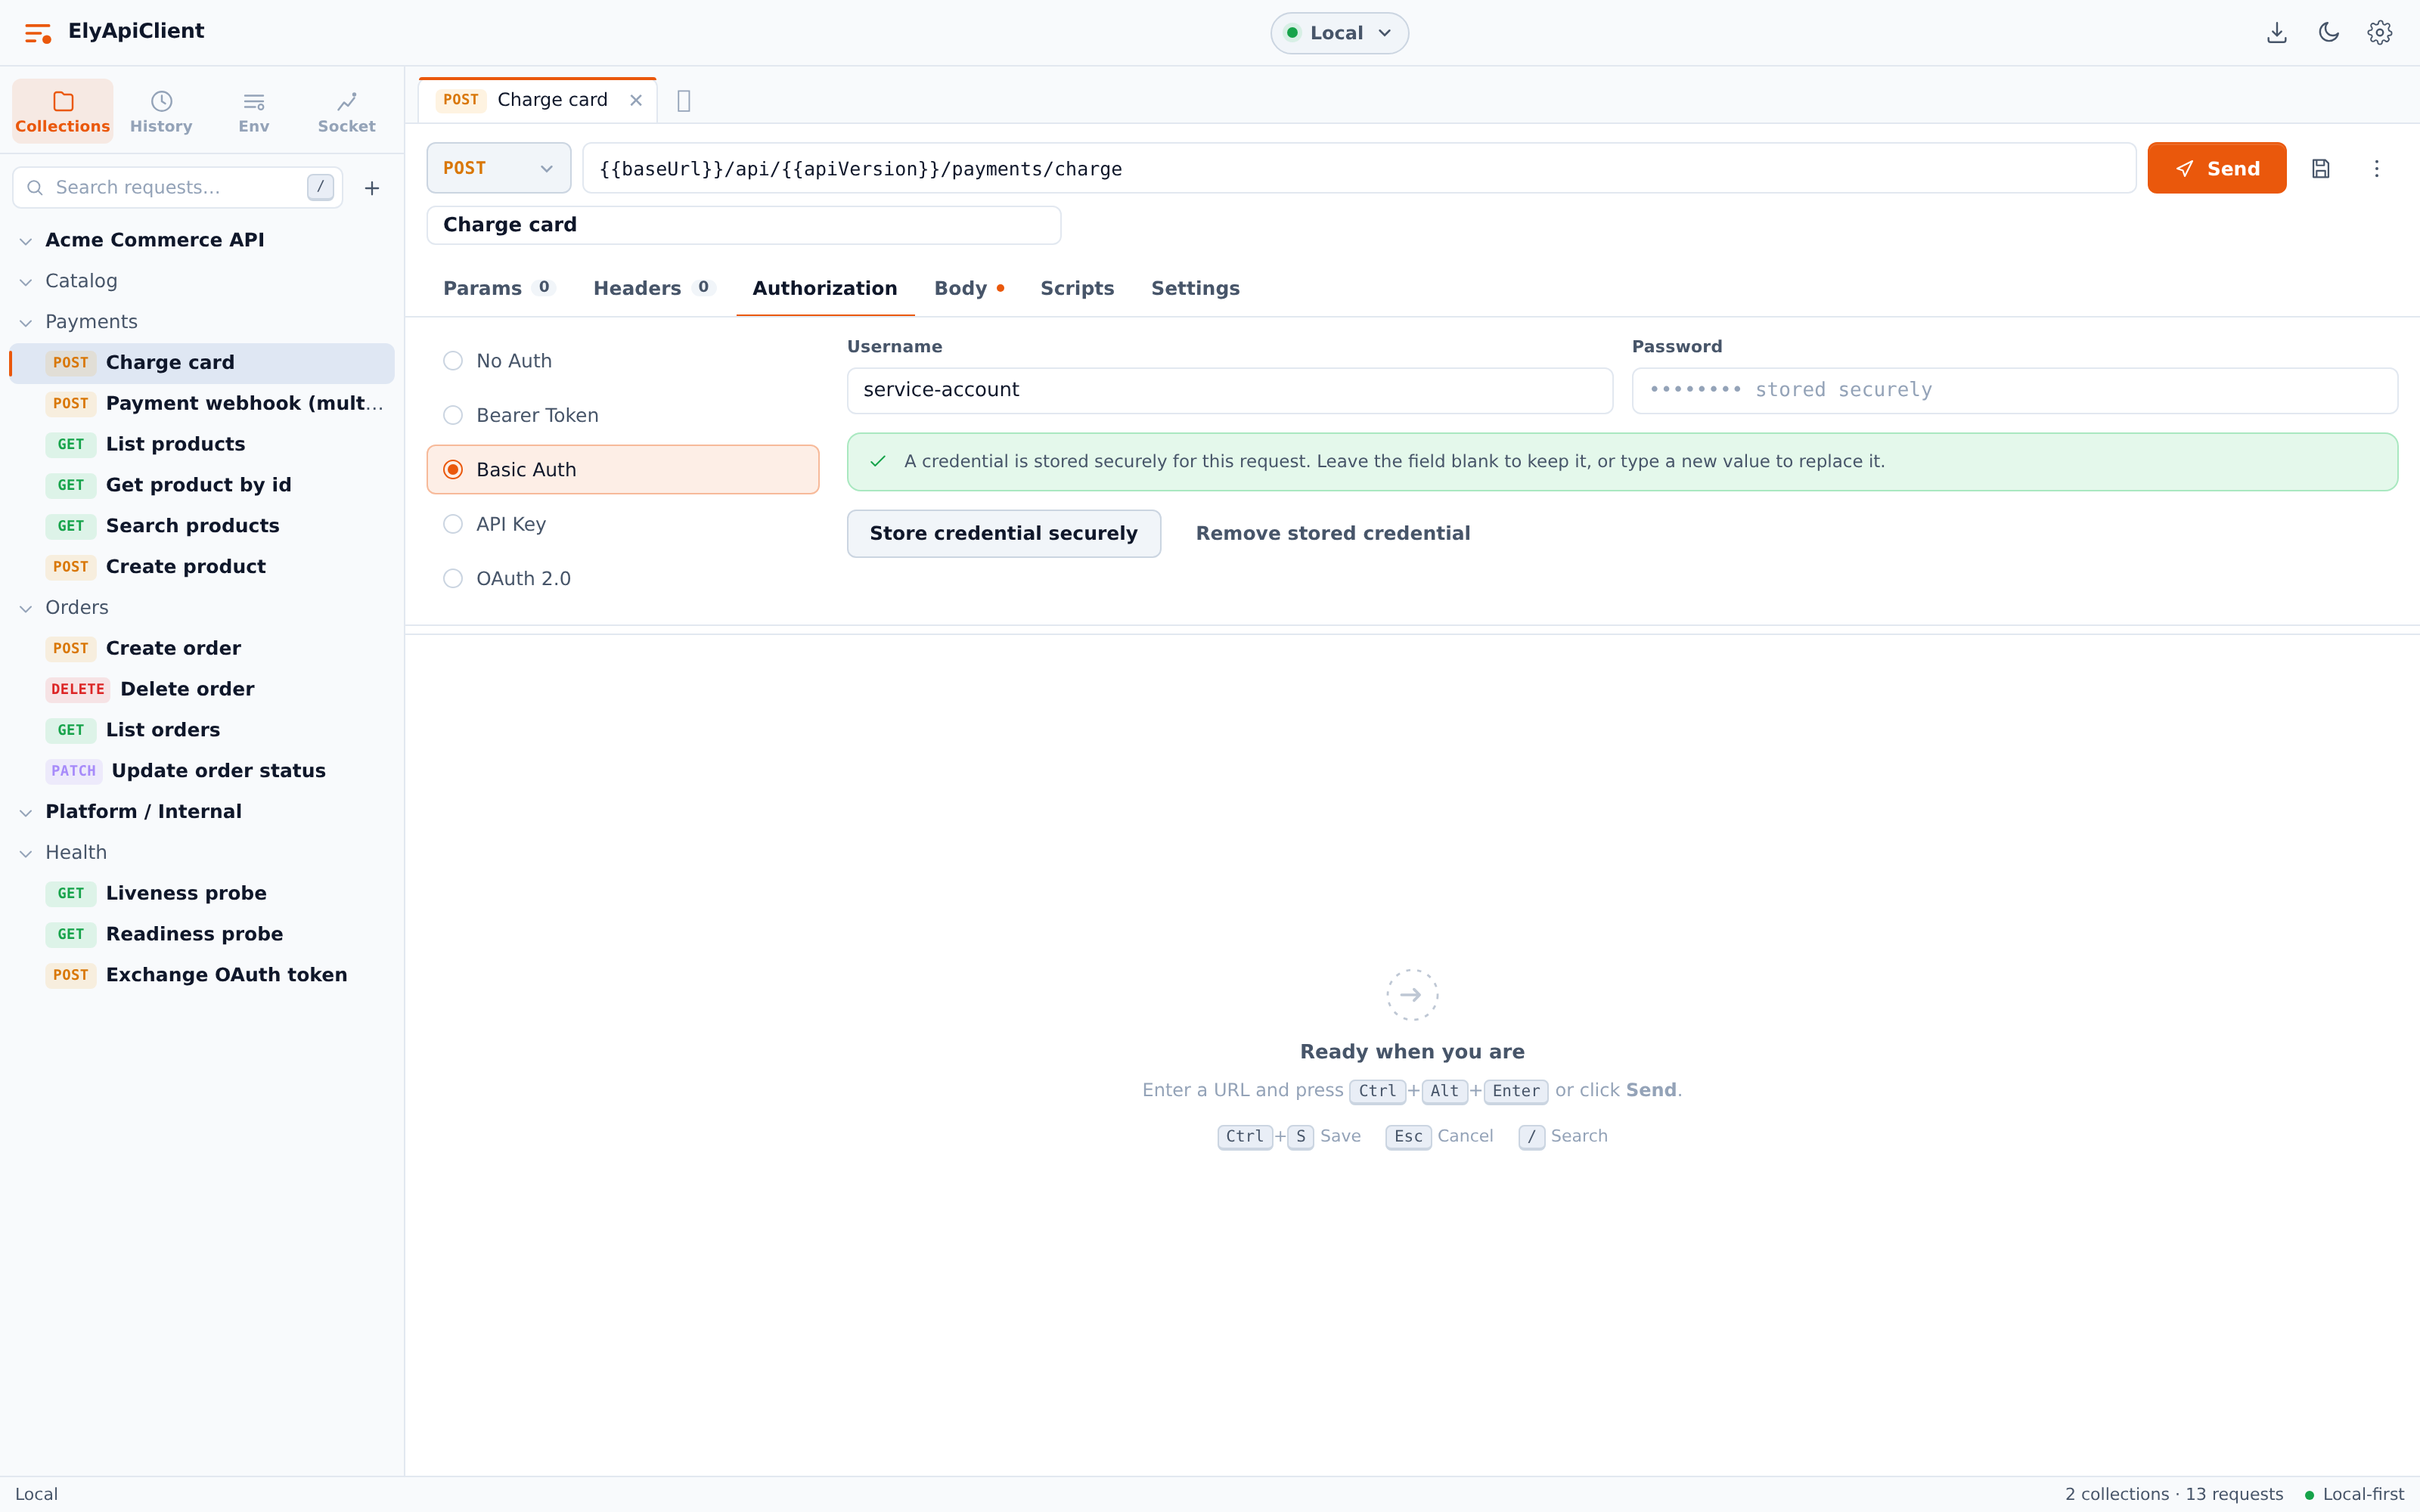 ElyApiClient
Local
Collections
History
Env
Socket
Search requests…
/
Acme Commerce API
Catalog
Payments
POST Charge card
POST Payment webhook (mult…
GET List products
GET Get product by id
GET Search products
POST Create product
Orders
POST Create order
DELETE Delete order
GET List orders
PATCH Update order status
Platform / Internal
Health
GET Liveness probe
GET Readiness probe
POST Exchange OAuth token
POST Charge card
POST
{{baseUrl}}/api/{{apiVersion}}/payments/charge
Send
Charge card
Params 0
Headers 0
Authorization
Body
Scripts
Settings
No Auth
Bearer Token
Basic Auth
API Key
OAuth 2.0
Username
service-account
Password
•••••••• stored securely
A credential is stored securely for this request. Leave the field blank to keep it, or type a new value to replace it.
Store credential securely
Remove stored credential
Ready when you are
Enter a URL and press Ctrl+Alt+Enter or click Send.
Ctrl+S Save Esc Cancel / Search
Local
2 collections · 13 requests
Local-first